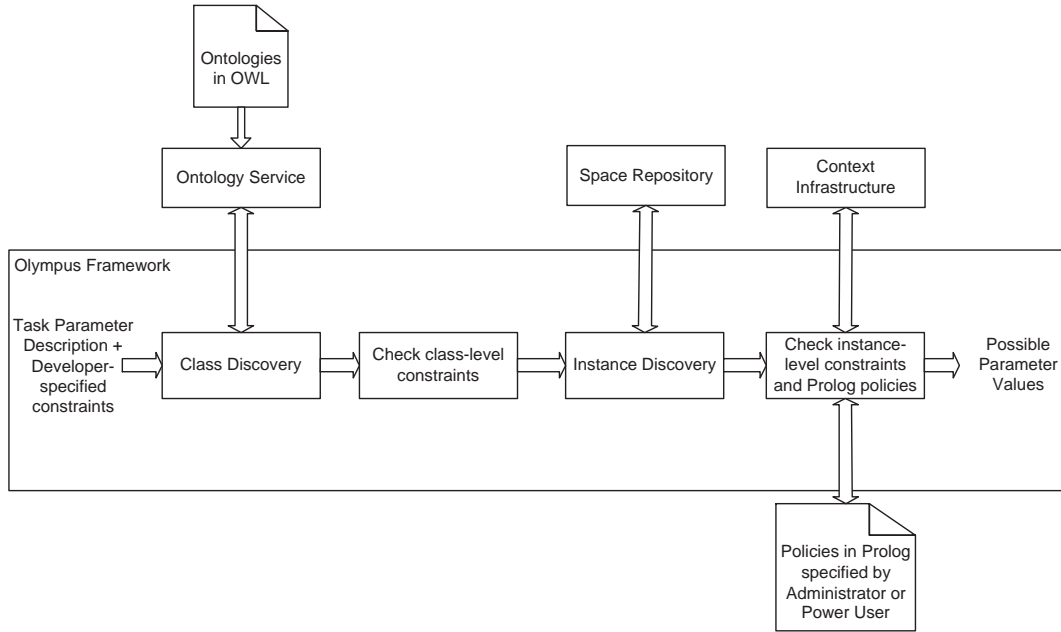 Ontologies
in OWL
Ontology Service
Space Repository
Context
Infrastructure
Olympus Framework
Task Parameter
Description +
Developer-
specified
constraints
Class Discovery
Check class-level
constraints
Instance Discovery
Check instance-
level constraints
and Prolog policies
Possible
Parameter
Values
Policies in Prolog
specified by
Administrator or
Power User